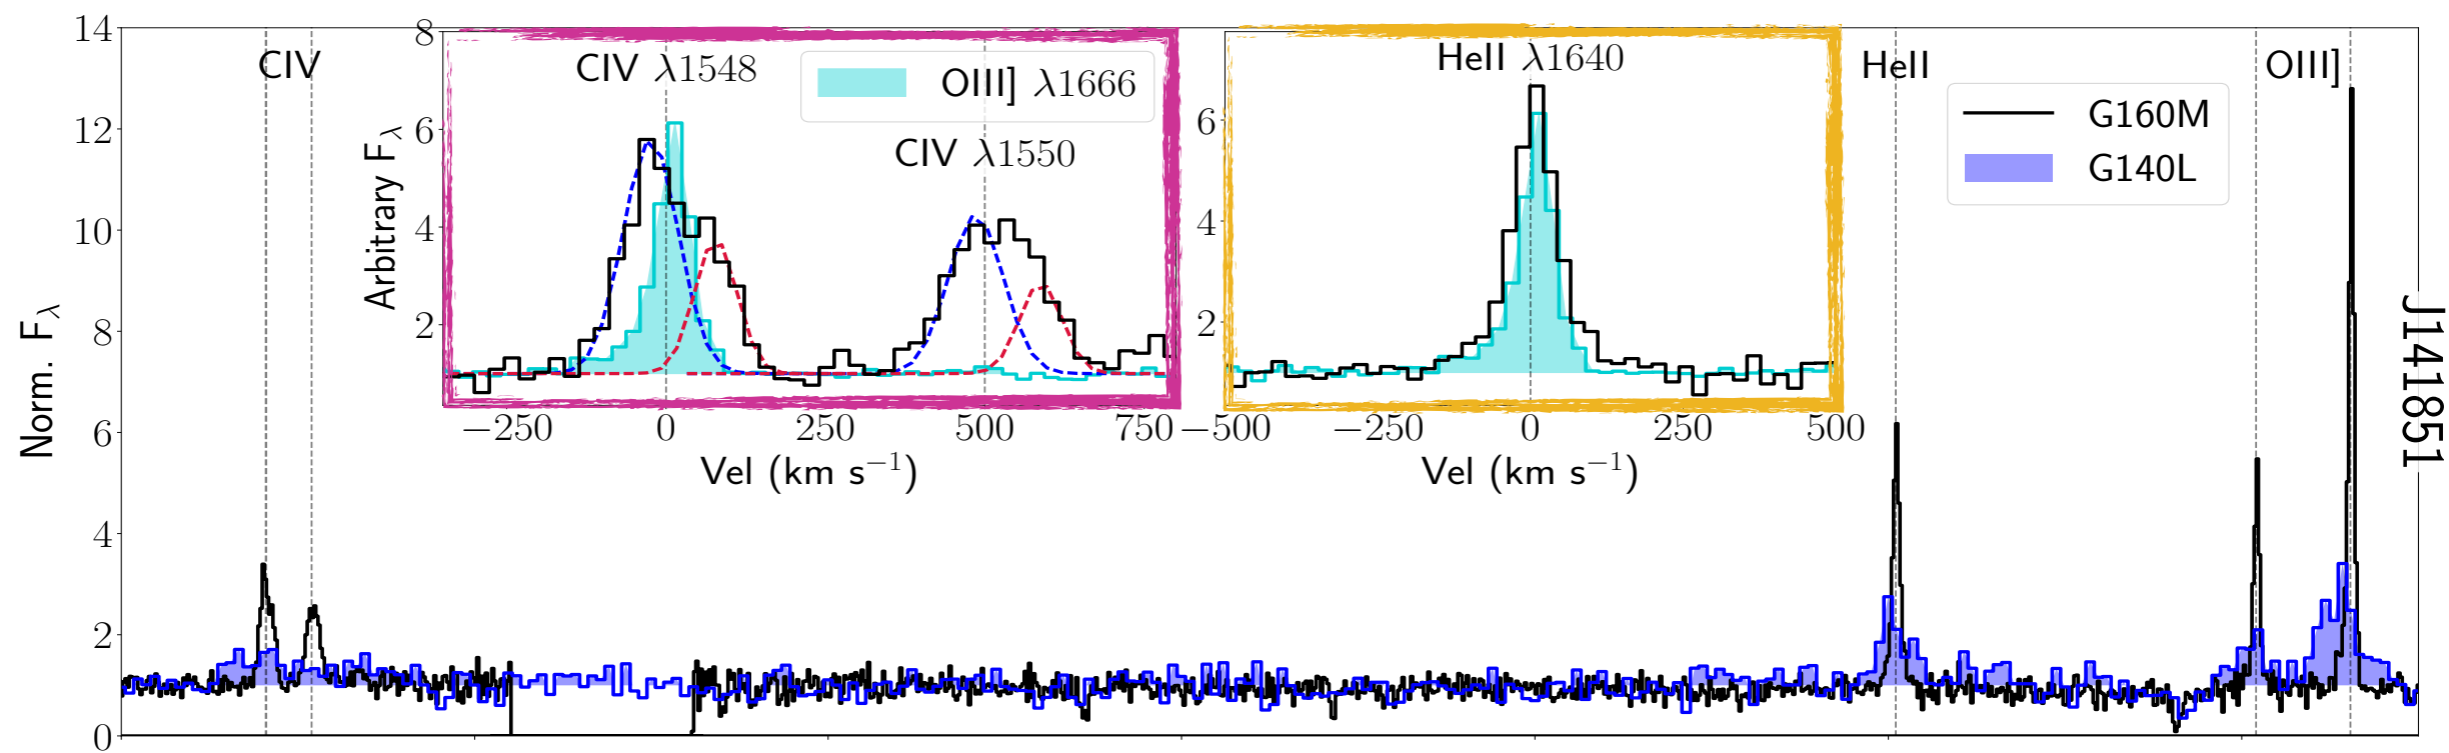 14
12
10
8
6
4
2
0
Norm. F_λ
CIV
8
6
4
2
Arbitrary F_λ
CIV λ1548
OIII] λ1666
CIV λ1550
−250 0 250 500 750
Vel (km s⁻¹)
6
4
2
HeII λ1640
−500 −250 0 250 500
Vel (km s⁻¹)
HeII
OIII]
G160M
G140L
J141851